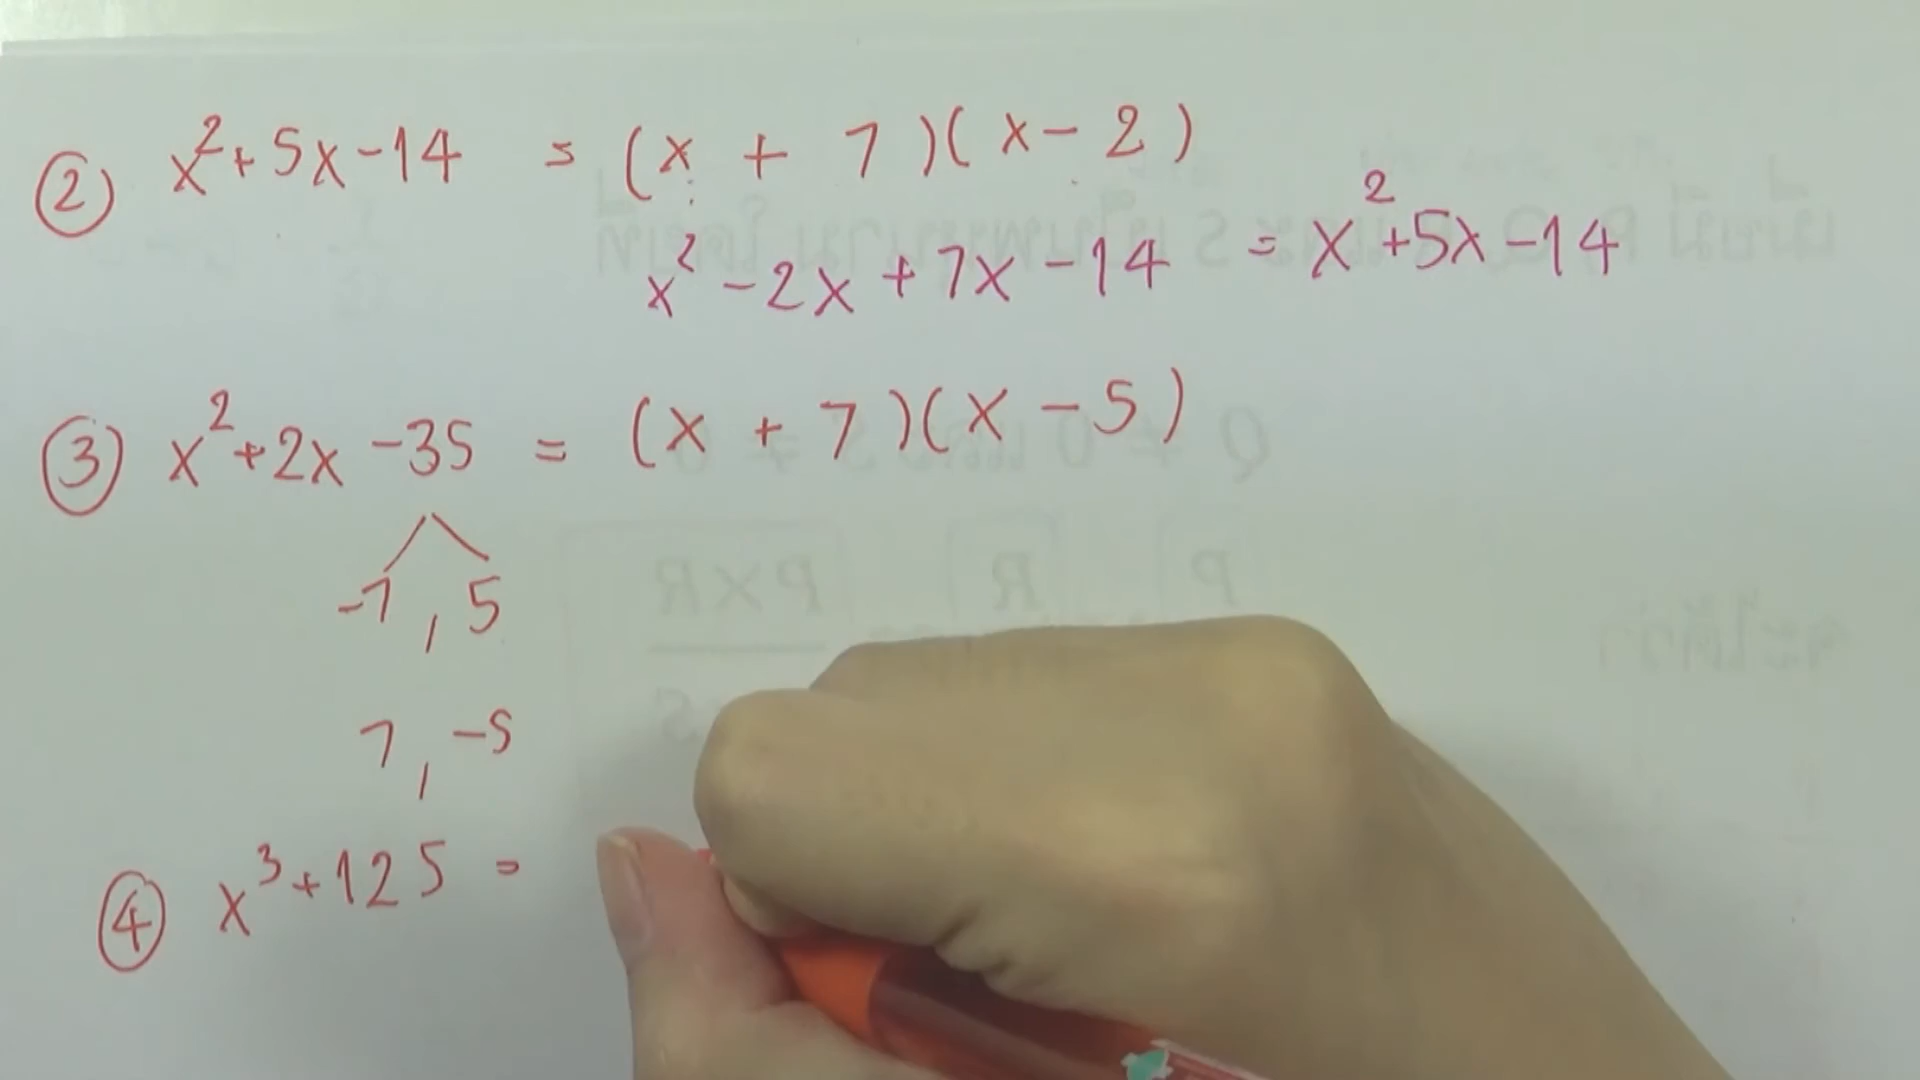 ② x²+5x-14 = (x + 7)(x - 2)
x² -2x +7x -14 = x²+5x-14
③ x²+2x -35 = (x + 7)(x - 5)
-7, 5
7, -5
④ x³+125 =